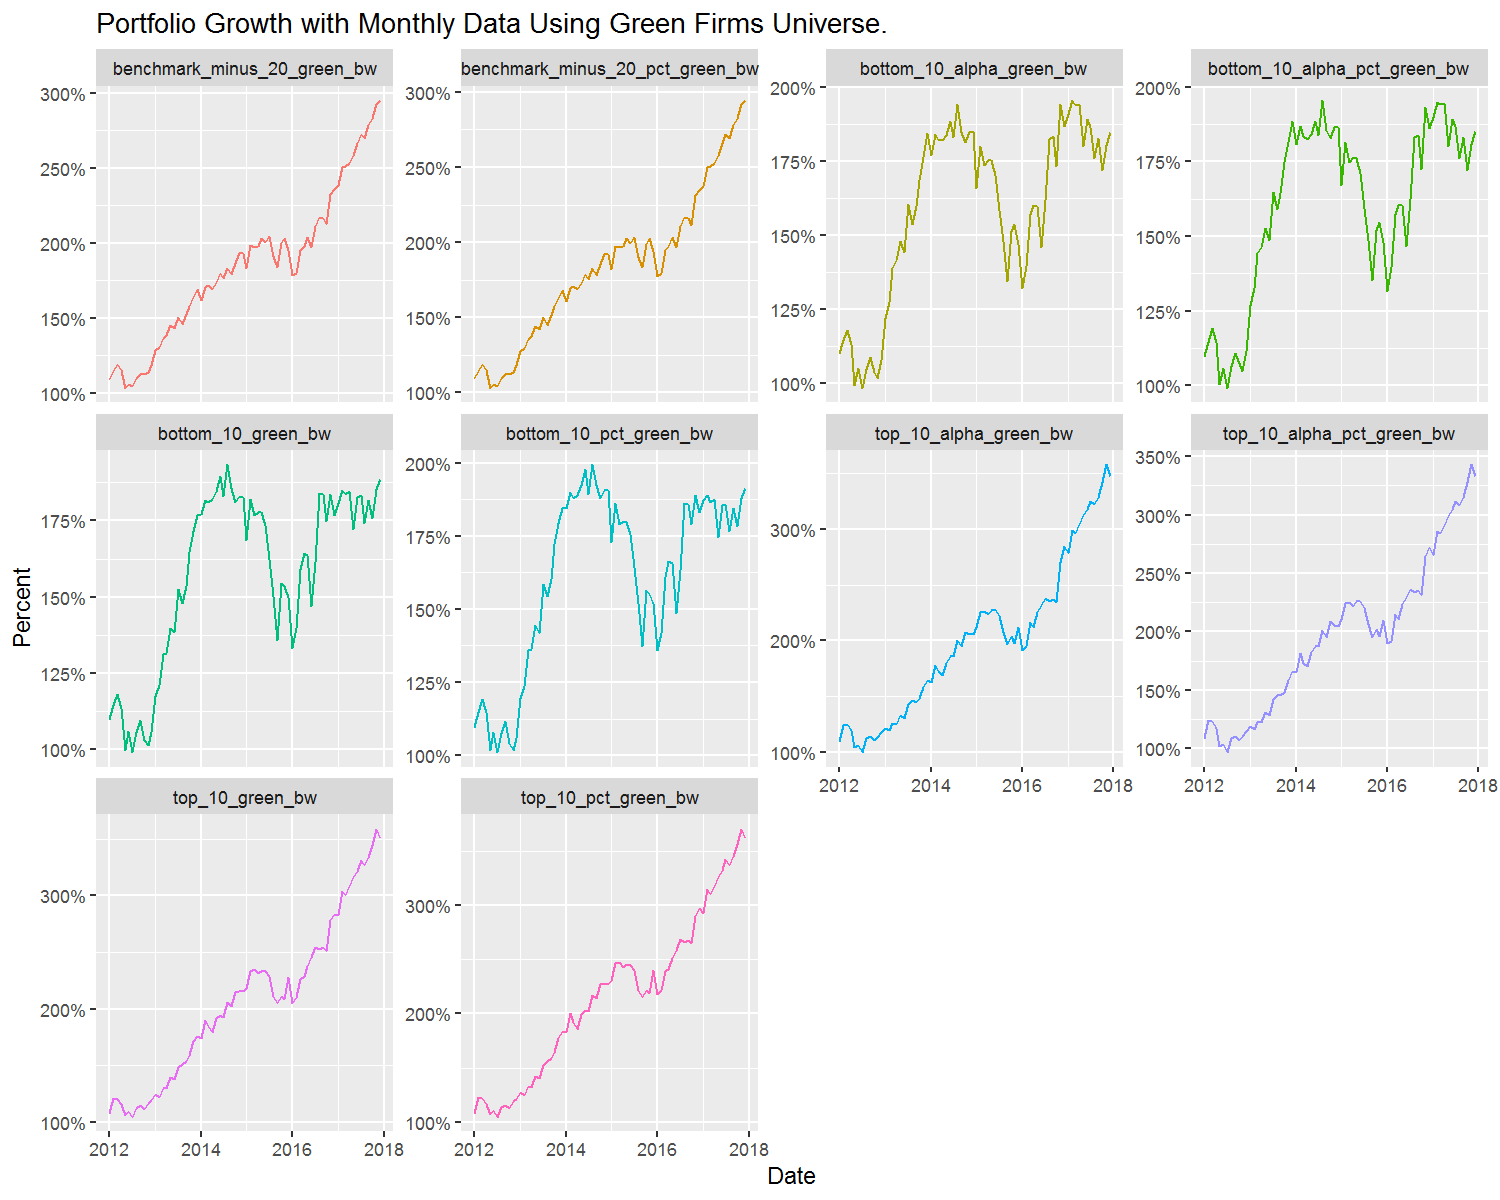 Portfolio Growth with Monthly Data Using Green Firms Universe.
benchmark_minus_20_green_bw
benchmark_minus_20_pct_green_bw
bottom_10_alpha_green_bw
bottom_10_alpha_pct_green_bw
300%
250%
200%
150%
100%
300%
250%
200%
150%
100%
200%
175%
150%
125%
100%
200%
175%
150%
125%
100%
bottom_10_green_bw
bottom_10_pct_green_bw
top_10_alpha_green_bw
top_10_alpha_pct_green_bw
175%
150%
125%
100%
200%
175%
150%
125%
100%
300%
200%
100%
350%
300%
250%
200%
150%
100%
2012 2014 2016 2018
2012 2014 2016 2018
top_10_green_bw
top_10_pct_green_bw
300%
200%
100%
300%
200%
100%
2012 2014 2016 2018
2012 2014 2016 2018
Percent
Date